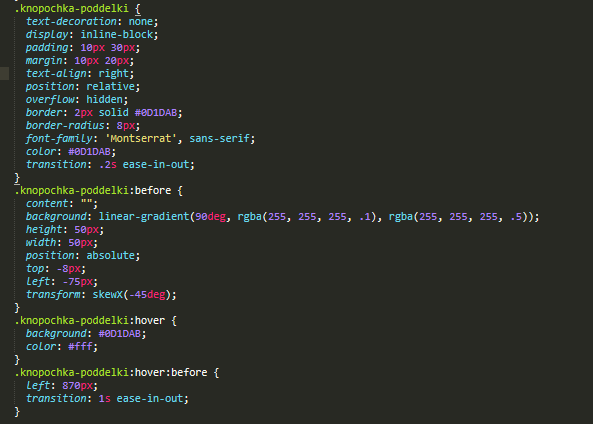 }
.knopochka-poddelki {
text-decoration: none;
display: inline-block;
padding: 10px 30px;
margin: 10px 20px;
text-align: right;
position: relative;
overflow: hidden;
border: 2px solid #0D1DAB;
border-radius: 8px;
font-family: 'Montserrat', sans-serif;
color: #0D1DAB;
transition: .2s ease-in-out;
}
.knopochka-poddelki:before {
content: "";
background: linear-gradient(90deg, rgba(255, 255, 255, .1), rgba(255, 255, 255, .5));
height: 50px;
width: 50px;
position: absolute;
top: -8px;
left: -75px;
transform: skewX(-45deg);
}
.knopochka-poddelki:hover {
background: #0D1DAB;
color: #fff;
}
.knopochka-poddelki:hover:before {
left: 870px;
transition: 1s ease-in-out;
}